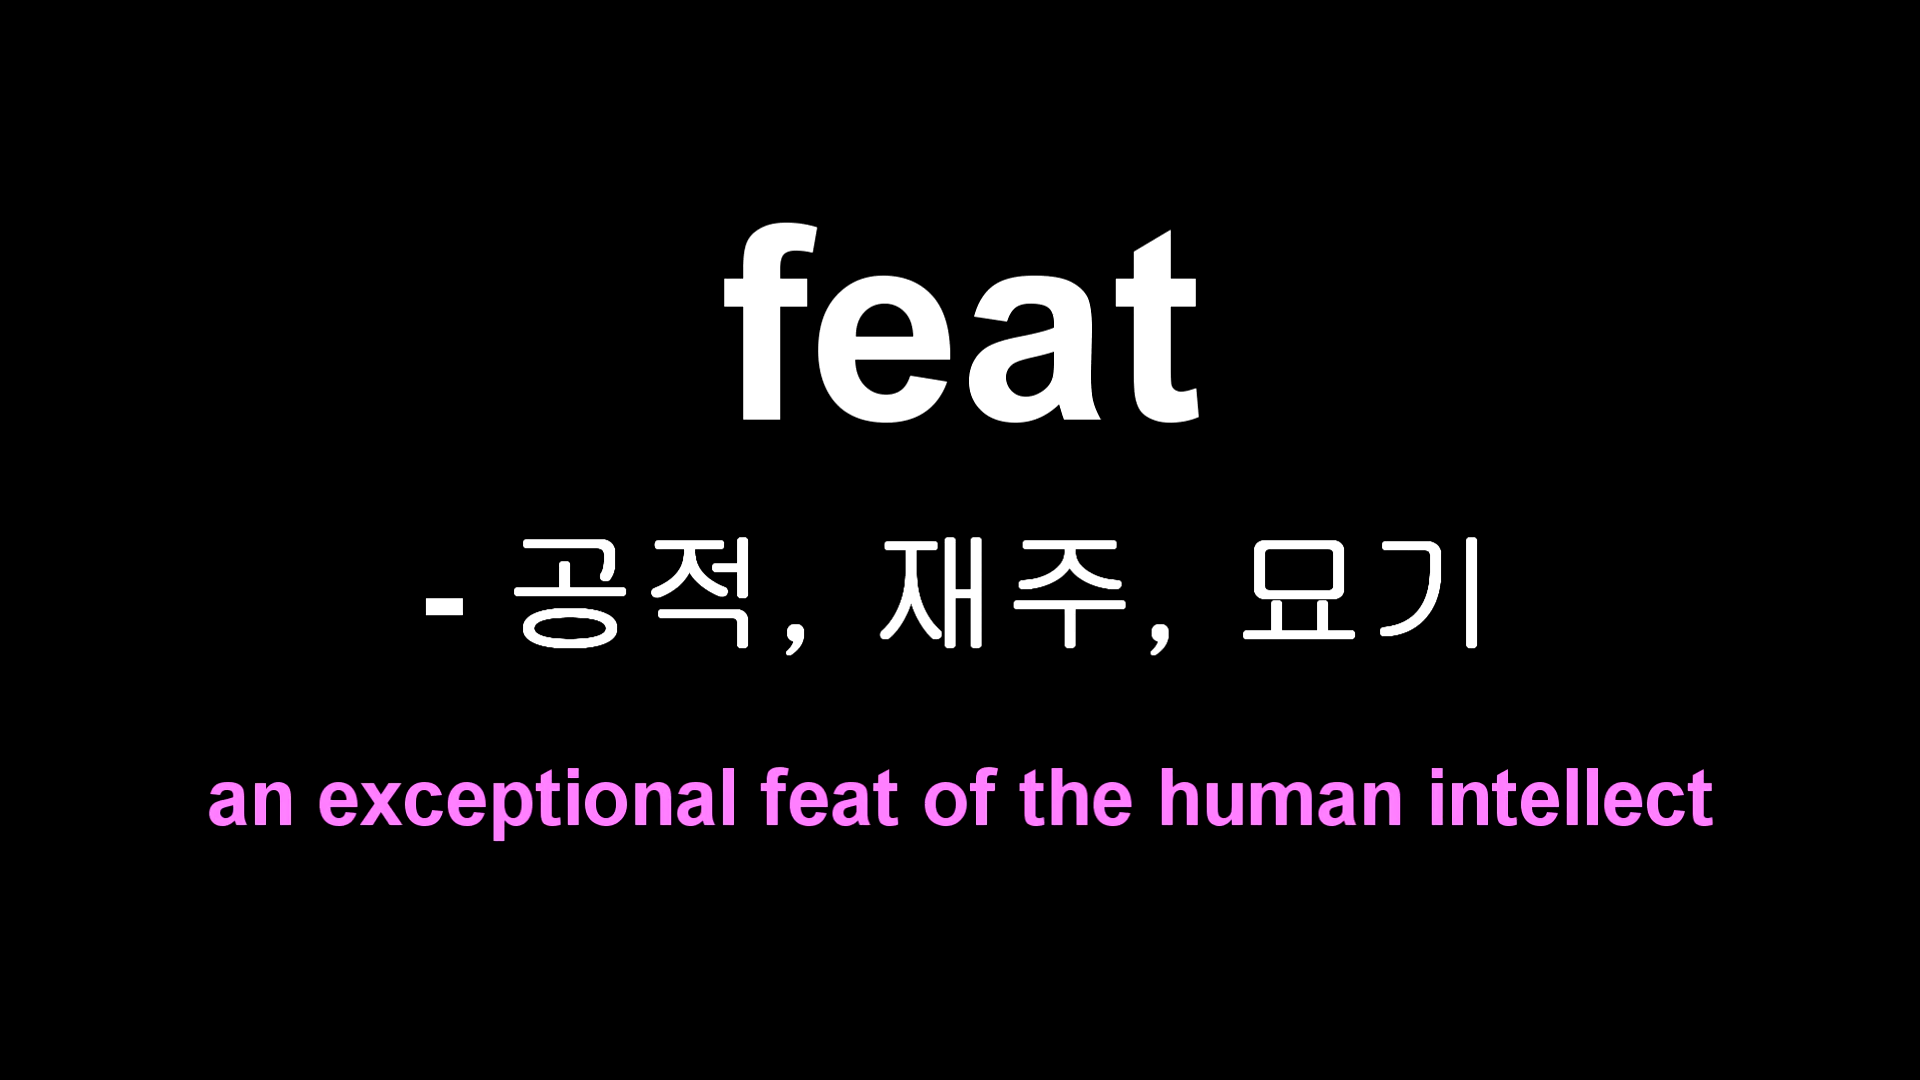 feat
- 공적, 재주, 묘기
an exceptional feat of the human intellect